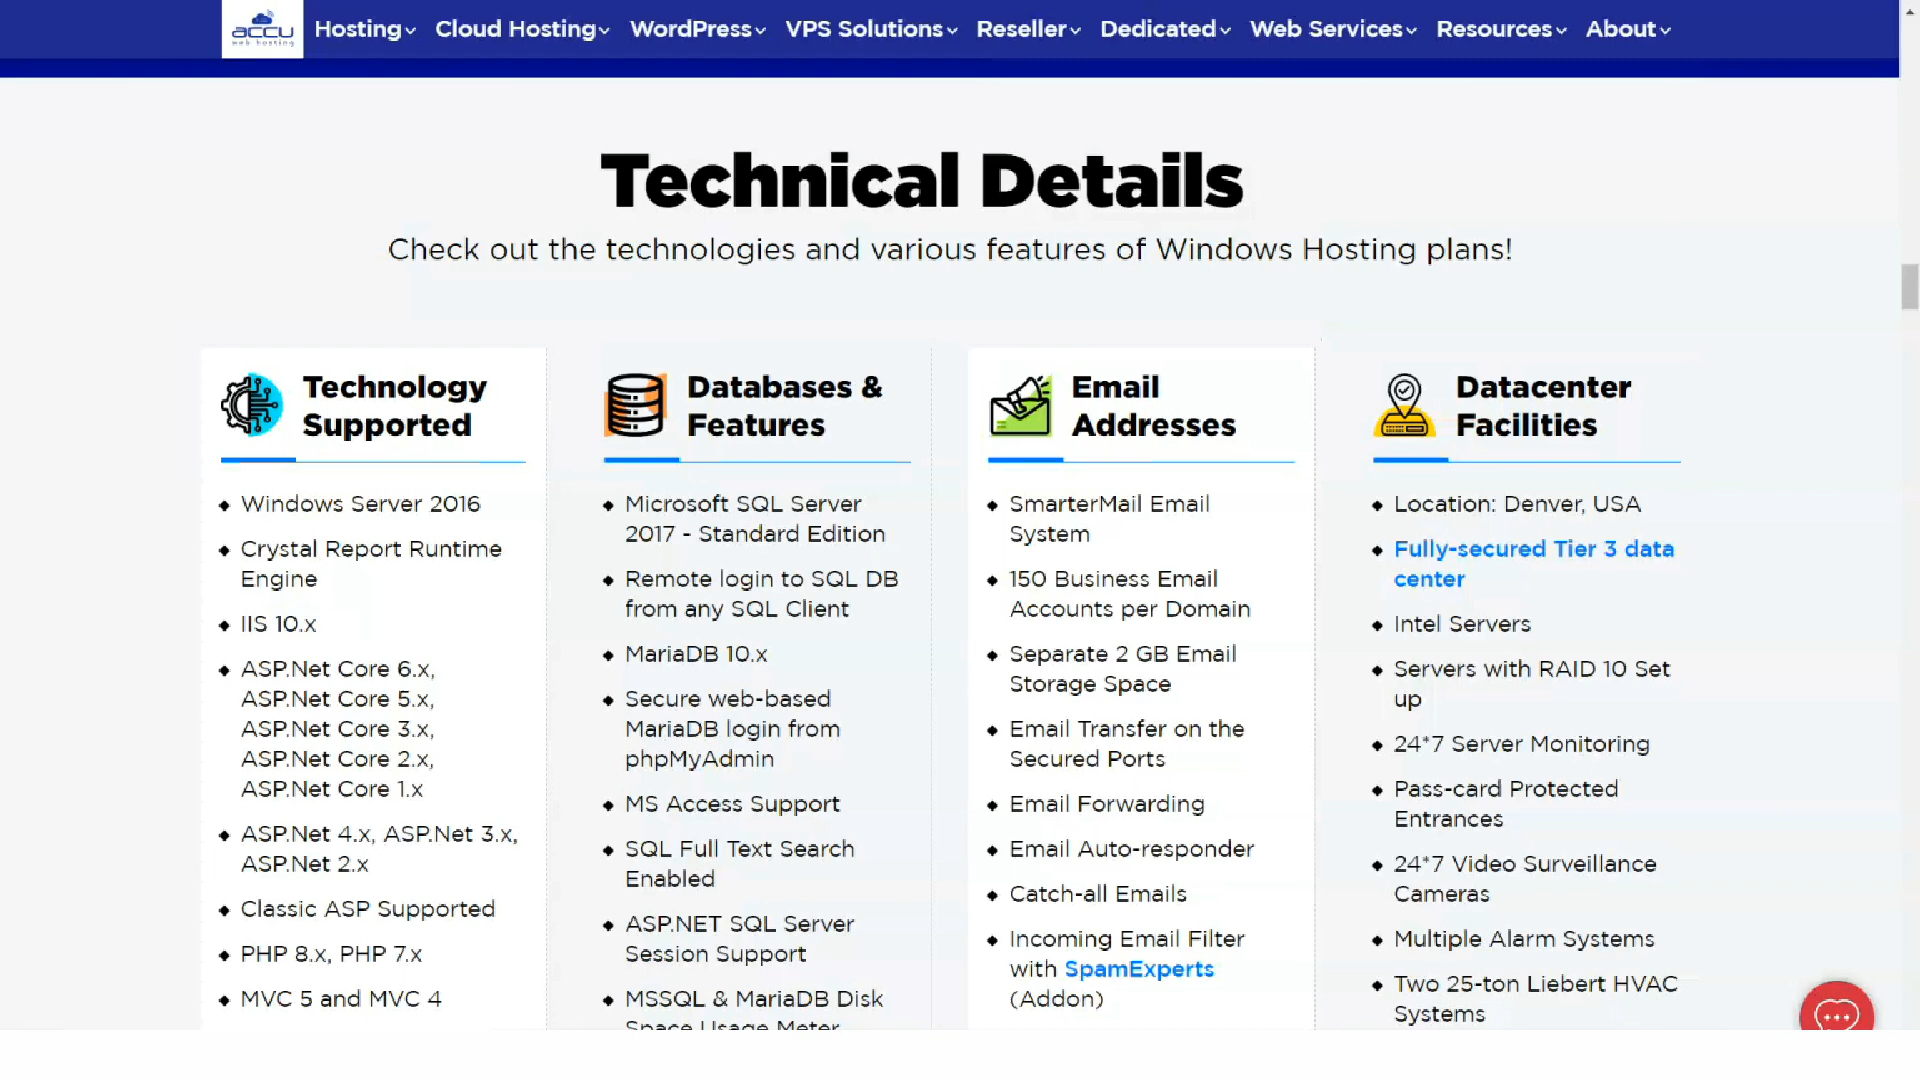 accu
web hosting
Hosting
Cloud Hosting
WordPress
VPS Solutions
Reseller
Dedicated
Web Services
Resources
About
Technical Details
Check out the technologies and various features of Windows Hosting plans!
Technology
Supported
Windows Server 2016
Crystal Report Runtime
Engine
IIS 10.x
ASP.Net Core 6.x,
ASP.Net Core 5.x,
ASP.Net Core 3.x,
ASP.Net Core 2.x,
ASP.Net Core 1.x
ASP.Net 4.x, ASP.Net 3.x,
ASP.Net 2.x
Classic ASP Supported
PHP 8.x, PHP 7.x
MVC 5 and MVC 4
Databases &
Features
Microsoft SQL Server
2017 - Standard Edition
Remote login to SQL DB
from any SQL Client
MariaDB 10.x
Secure web-based
MariaDB login from
phpMyAdmin
MS Access Support
SQL Full Text Search
Enabled
ASP.NET SQL Server
Session Support
MSSQL & MariaDB Disk
Space Usage Meter
Email
Addresses
SmarterMail Email
System
150 Business Email
Accounts per Domain
Separate 2 GB Email
Storage Space
Email Transfer on the
Secured Ports
Email Forwarding
Email Auto-responder
Catch-all Emails
Incoming Email Filter
with SpamExperts
(Addon)
Datacenter
Facilities
Location: Denver, USA
Fully-secured Tier 3 data
center
Intel Servers
Servers with RAID 10 Set
up
24*7 Server Monitoring
Pass-card Protected
Entrances
24*7 Video Surveillance
Cameras
Multiple Alarm Systems
Two 25-ton Liebert HVAC
Systems